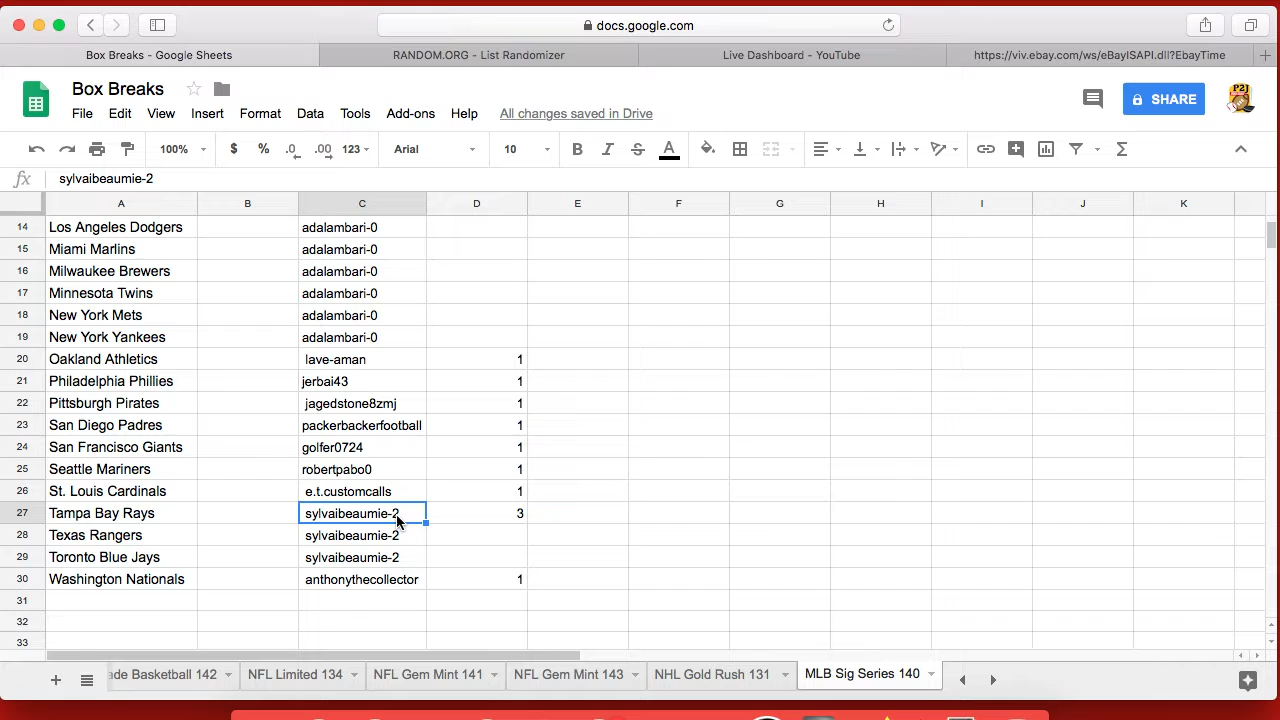 docs.google.com
Box Breaks - Google Sheets
RANDOM.ORG - List Randomizer
Live Dashboard - YouTube
https://viv.ebay.com/ws/eBayISAPI.dll?EbayTime
Box Breaks
File Edit View Insert Format Data Tools Add-ons Help All changes saved in Drive
SHARE
P2J
100% $ % .0 .00 123 Arial 10 B I S A
fx sylvaibeaumie-2
A B C D E F G H I J K
14 Los Angeles Dodgers adalambari-0
15 Miami Marlins adalambari-0
16 Milwaukee Brewers adalambari-0
17 Minnesota Twins adalambari-0
18 New York Mets adalambari-0
19 New York Yankees adalambari-0
20 Oakland Athletics lave-aman 1
21 Philadelphia Phillies jerbai43 1
22 Pittsburgh Pirates jagedstone8zmj 1
23 San Diego Padres packerbackerfootball 1
24 San Francisco Giants golfer0724 1
25 Seattle Mariners robertpabo0 1
26 St. Louis Cardinals e.t.customcalls 1
27 Tampa Bay Rays sylvaibeaumie-2 3
28 Texas Rangers sylvaibeaumie-2
29 Toronto Blue Jays sylvaibeaumie-2
30 Washington Nationals anthonythecollector 1
31
32
33
ade Basketball 142 NFL Limited 134 NFL Gem Mint 141 NFL Gem Mint 143 NHL Gold Rush 131 MLB Sig Series 140